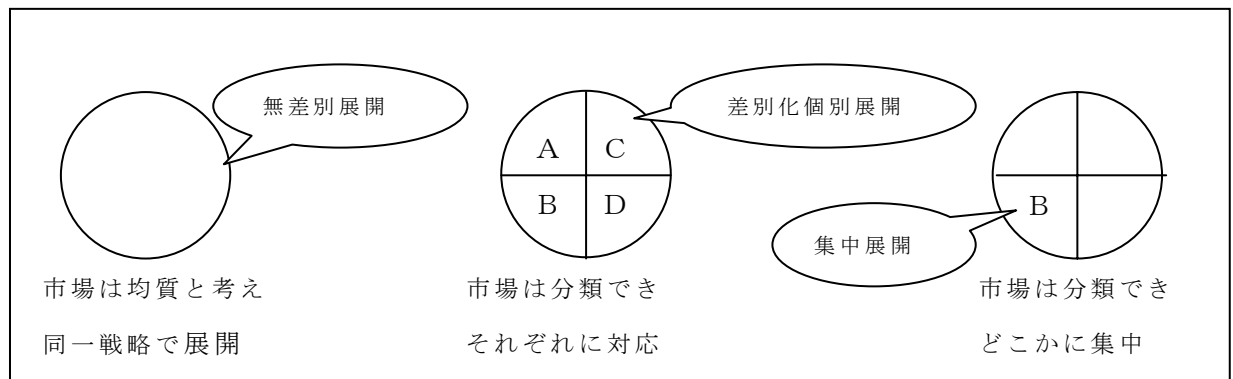 無差別展開
市場は均質と考え
同一戦略で展開
差別化個別展開
A C
B D
市場は分類でき
それぞれに対応
集中展開
B
市場は分類でき
どこかに集中